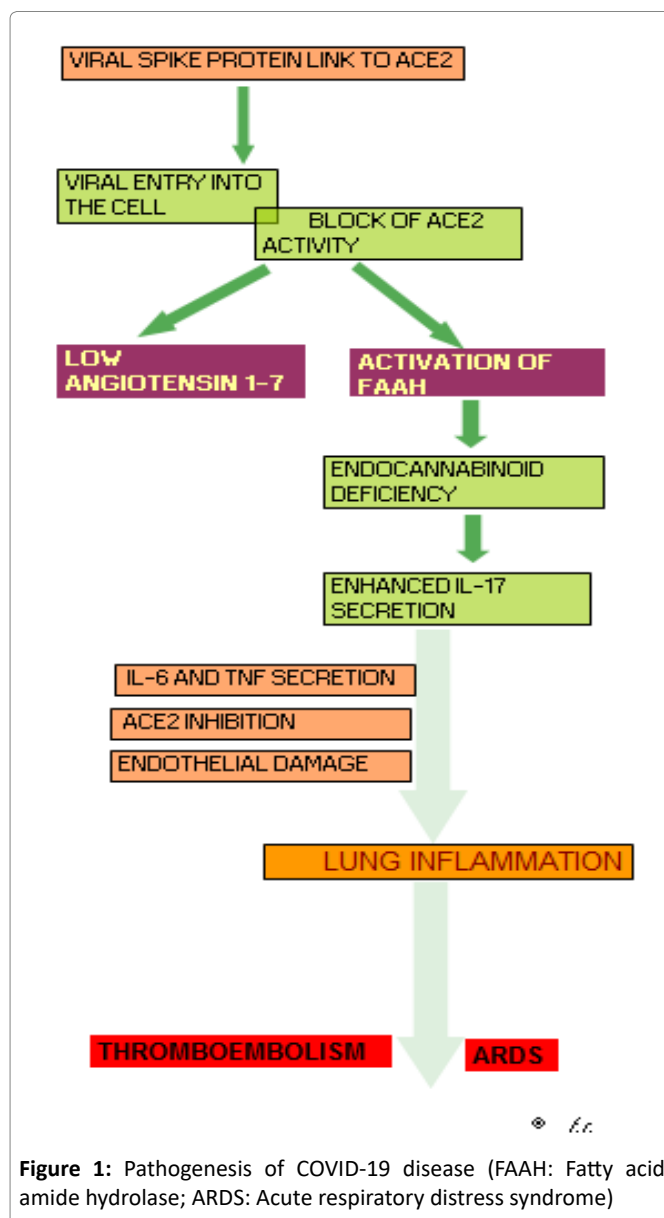 VIRAL SPIKE PROTEIN LINK TO ACE2
VIRAL ENTRY INTO
THE CELL
BLOCK OF ACE2
ACTIVITY
LOW
ANGIOTENSIN 1-7
ACTIVATION OF
FAAH
ENDOCANNABINOID
DEFICIENCY
ENHANCED IL-17
SECRETION
IL-6 AND TNF SECRETION
ACE2 INHIBITION
ENDOTHELIAL DAMAGE
LUNG INFLAMMATION
THROMBOEMBOLISM
ARDS
Figure 1: Pathogenesis of COVID-19 disease (FAAH: Fatty acid
amide hydrolase; ARDS: Acute respiratory distress syndrome)